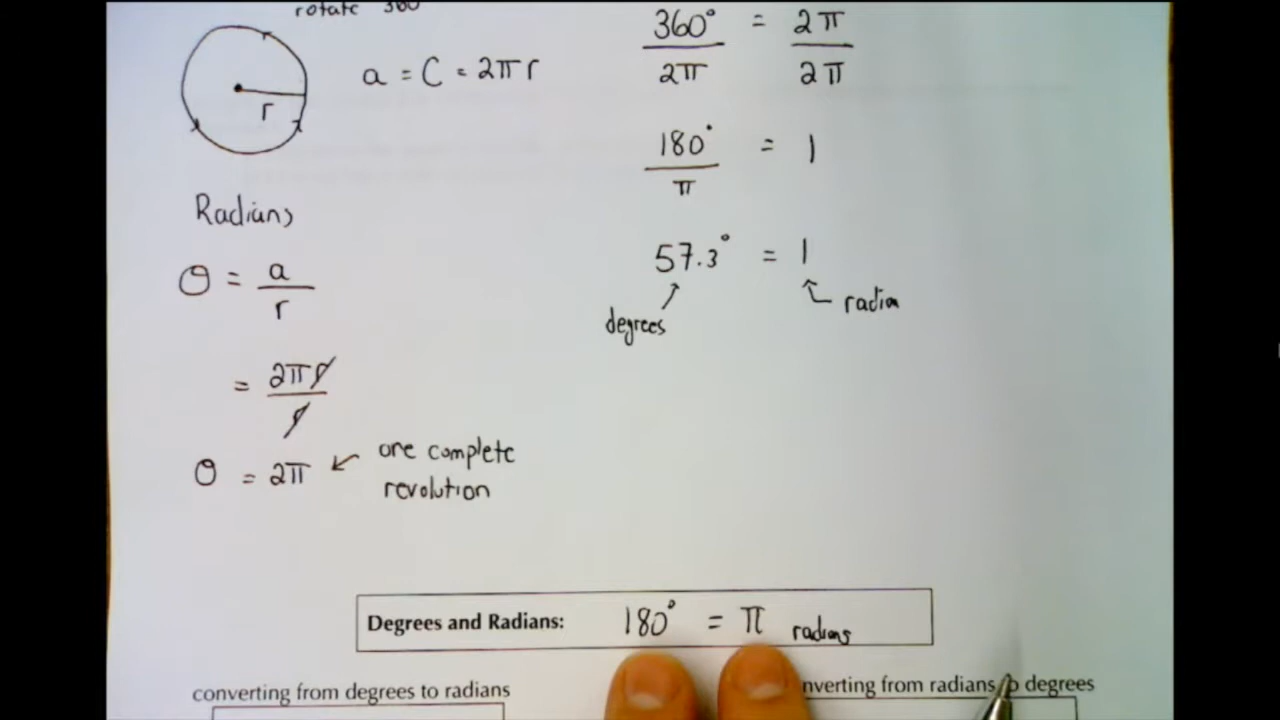 rotate 360
r
a = C = 2πr
Radians
θ = a/r
= 2πr/r
θ = 2π ↙ one complete
revolution
360° = 2π
2π 2π
180° = 1
π
57.3° = 1
degrees
radian
Degrees and Radians: 180° = π radians
converting from degrees to radians
nverting from radians to degrees